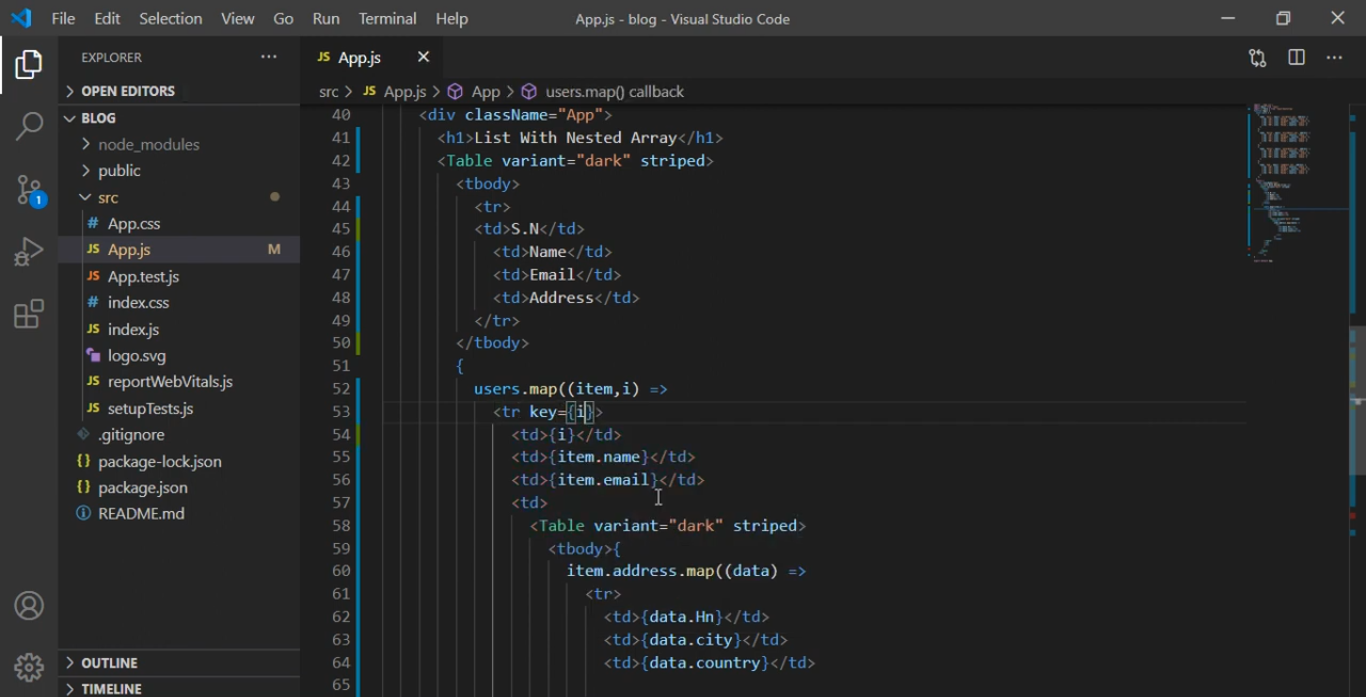 File Edit Selection View Go Run Terminal Help App.js - blog - Visual Studio Code
EXPLORER
OPEN EDITORS
BLOG
node_modules
public
src
# App.css
JS App.js M
JS App.test.js
# index.css
JS index.js
logo.svg
JS reportWebVitals.js
JS setupTests.js
.gitignore
{} package-lock.json
{} package.json
README.md
OUTLINE
TIMELINE
1
JS App.js
src > JS App.js > App > users.map() callback
40 <div className="App">
41 <h1>List With Nested Array</h1>
42 <Table variant="dark" striped>
43 <tbody>
44 <tr>
45 <td>S.N</td>
46 <td>Name</td>
47 <td>Email</td>
48 <td>Address</td>
49 </tr>
50 </tbody>
51 {
52 users.map((item,i) =>
53 <tr key={i}>
54 <td>{i}</td>
55 <td>{item.name}</td>
56 <td>{item.email}</td>
57 <td>
58 <Table variant="dark" striped>
59 <tbody>{
60 item.address.map((data) =>
61 <tr>
62 <td>{data.Hn}</td>
63 <td>{data.city}</td>
64 <td>{data.country}</td>
65